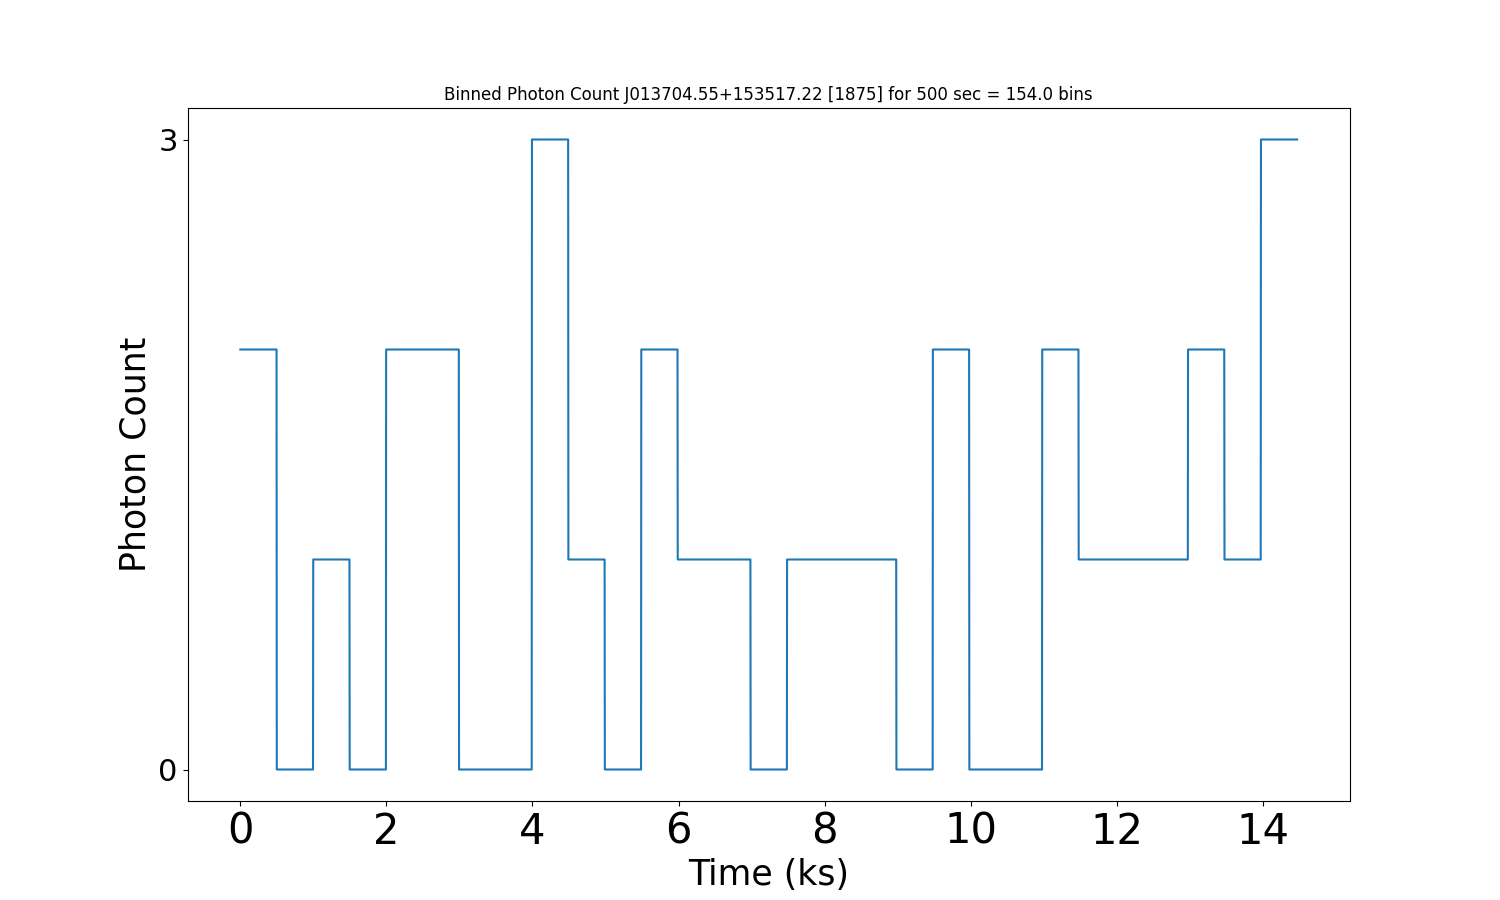 Binned Photon Count J013704.55+153517.22 [1875] for 500 sec = 154.0 bins
3
Photon Count
0
0 2 4 6 8 10 12 14
Time (ks)